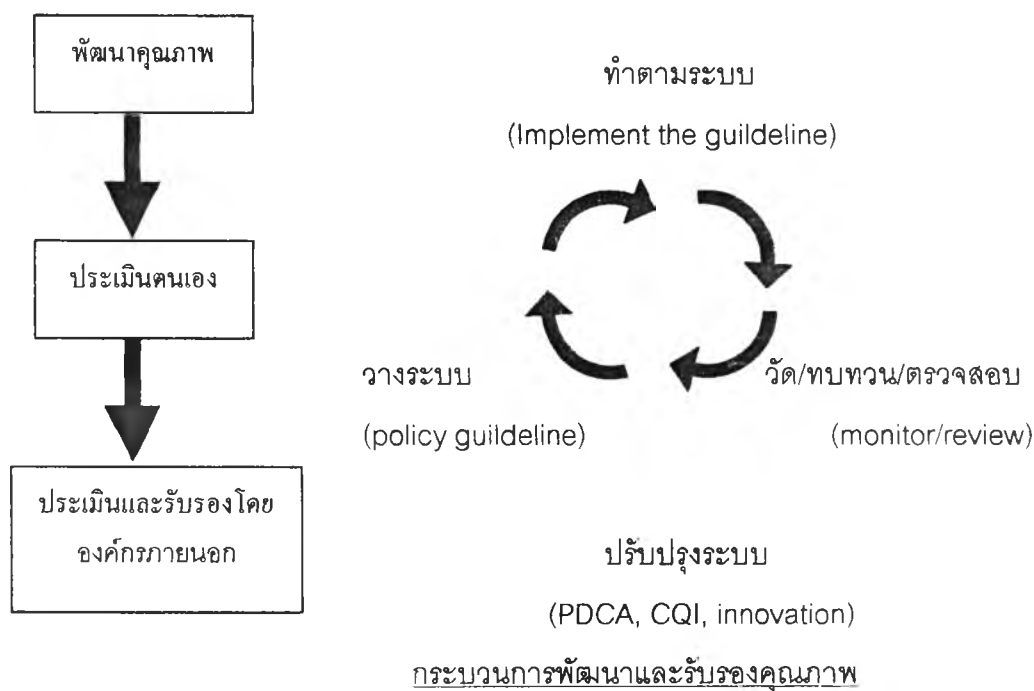 พัฒนาคุณภาพ
ประเมินตนเอง
ประเมินและรับรองโดย
องค์กรภายนอก
ทำตามระบบ
(Implement the guildeline)
วางระบบ
(policy guildeline)
วัด/ทบทวน/ตรวจสอบ
(monitor/review)
ปรับปรุงระบบ
(PDCA, CQI, innovation)
กระบวนการพัฒนาและรับรองคุณภาพ